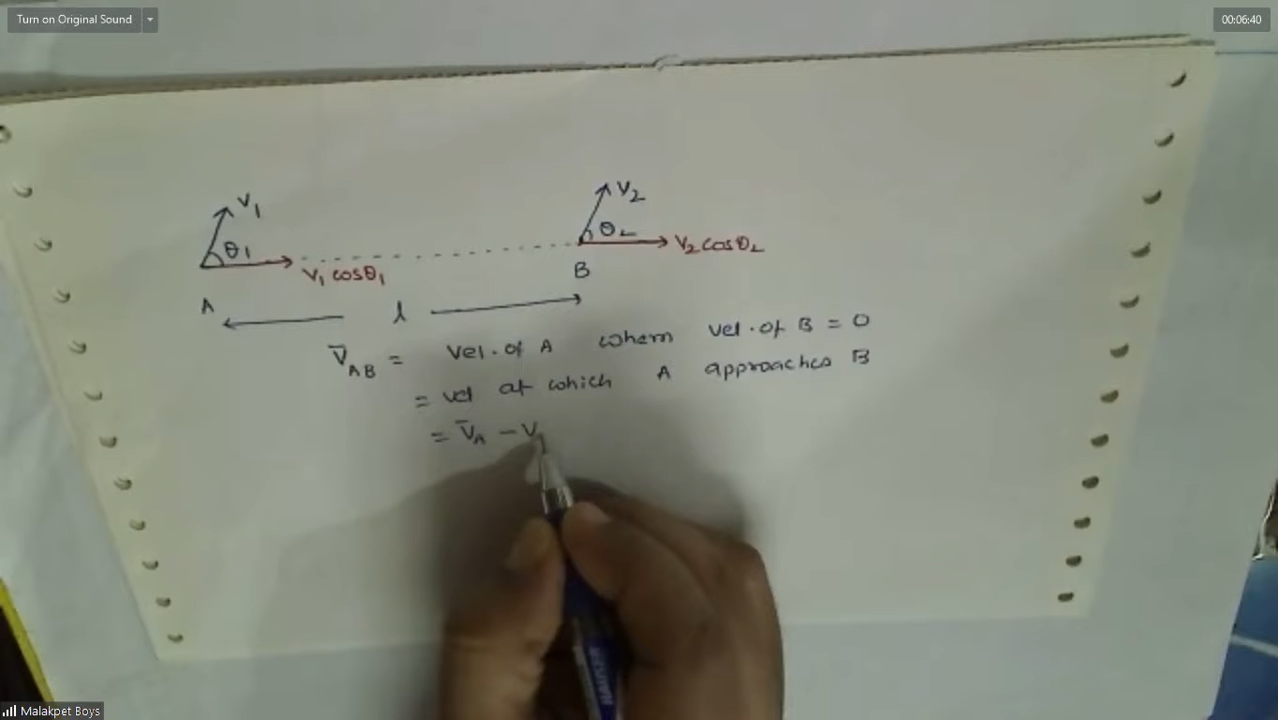 Turn on Original Sound
00:06:40
V1
θ1
V1 cosθ1
V2
θ2
V2 cosθ2
A
B
l
V̄AB = Vel. of A when vel. of B = 0
= vel at which A approaches B
= V̄A - V
Malakpet Boys